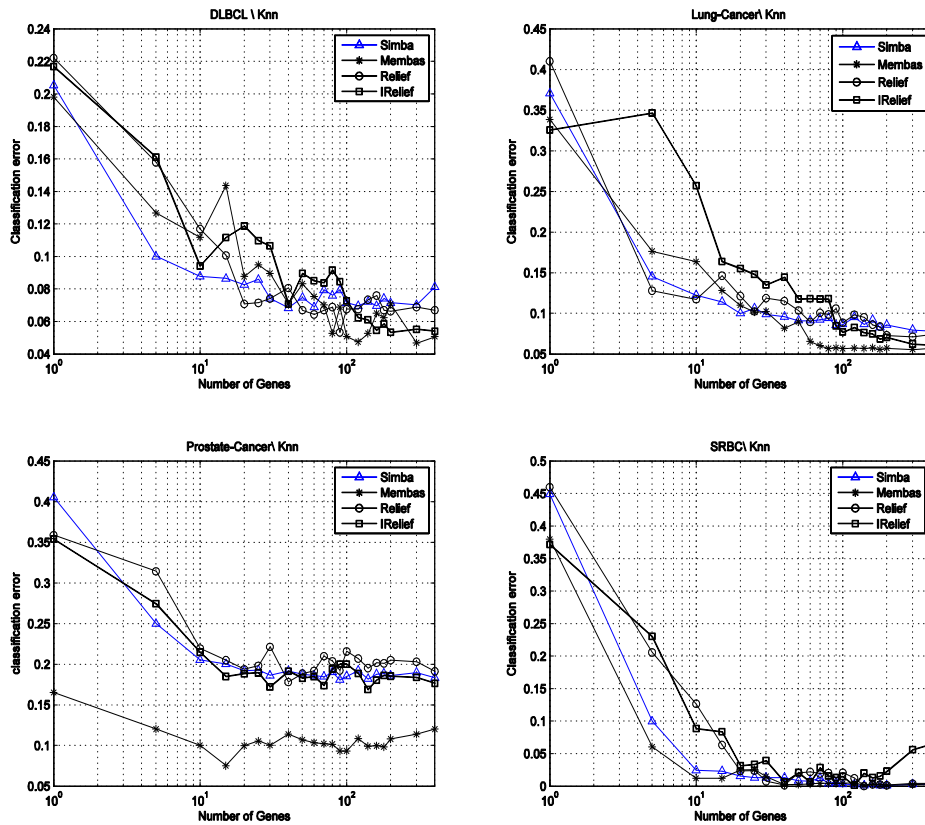 DLBCL \ Knn
0.24
0.22
0.2
0.18
0.16
0.14
0.12
0.1
0.08
0.06
0.04
Classification error
10^0
10^1
10^2
Number of Genes
Simba
Membas
Relief
IRelief
Lung-Cancer\ Knn
0.45
0.4
0.35
0.3
0.25
0.2
0.15
0.1
0.05
Classification error
10^0
10^1
10^2
Number of Genes
Simba
Membas
Relief
IRelief
Prostate-Cancer\ Knn
0.45
0.4
0.35
0.3
0.25
0.2
0.15
0.1
0.05
classification error
10^0
10^1
10^2
Number of Genes
Simba
Membas
Relief
IRelief
SRBC\ Knn
0.5
0.45
0.4
0.35
0.3
0.25
0.2
0.15
0.1
0.05
0
classification error
10^0
10^1
10^2
Number of Genes
Simba
Membas
Relief
IRelief